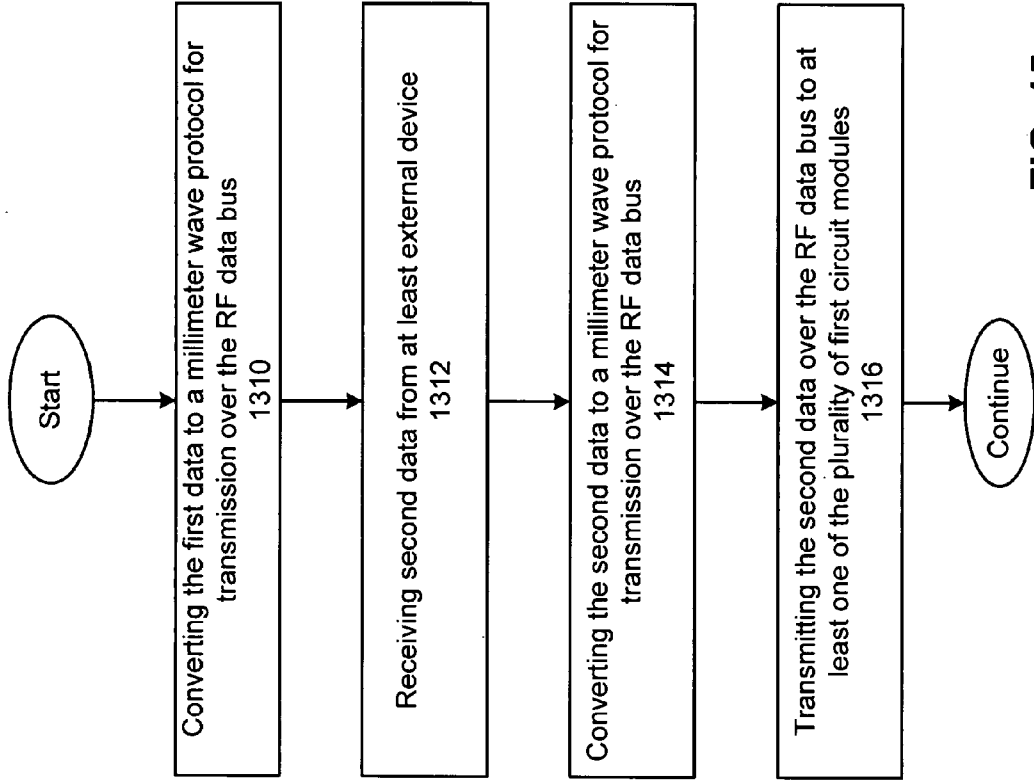 Start
Converting the first data to a millimeter wave protocol for
transmission over the RF data bus
1310
Receiving second data from at least external device
1312
Converting the second data to a millimeter wave protocol for
transmission over the RF data bus
1314
Transmitting the second data over the RF data bus to at
least one of the plurality of first circuit modules
1316
Continue